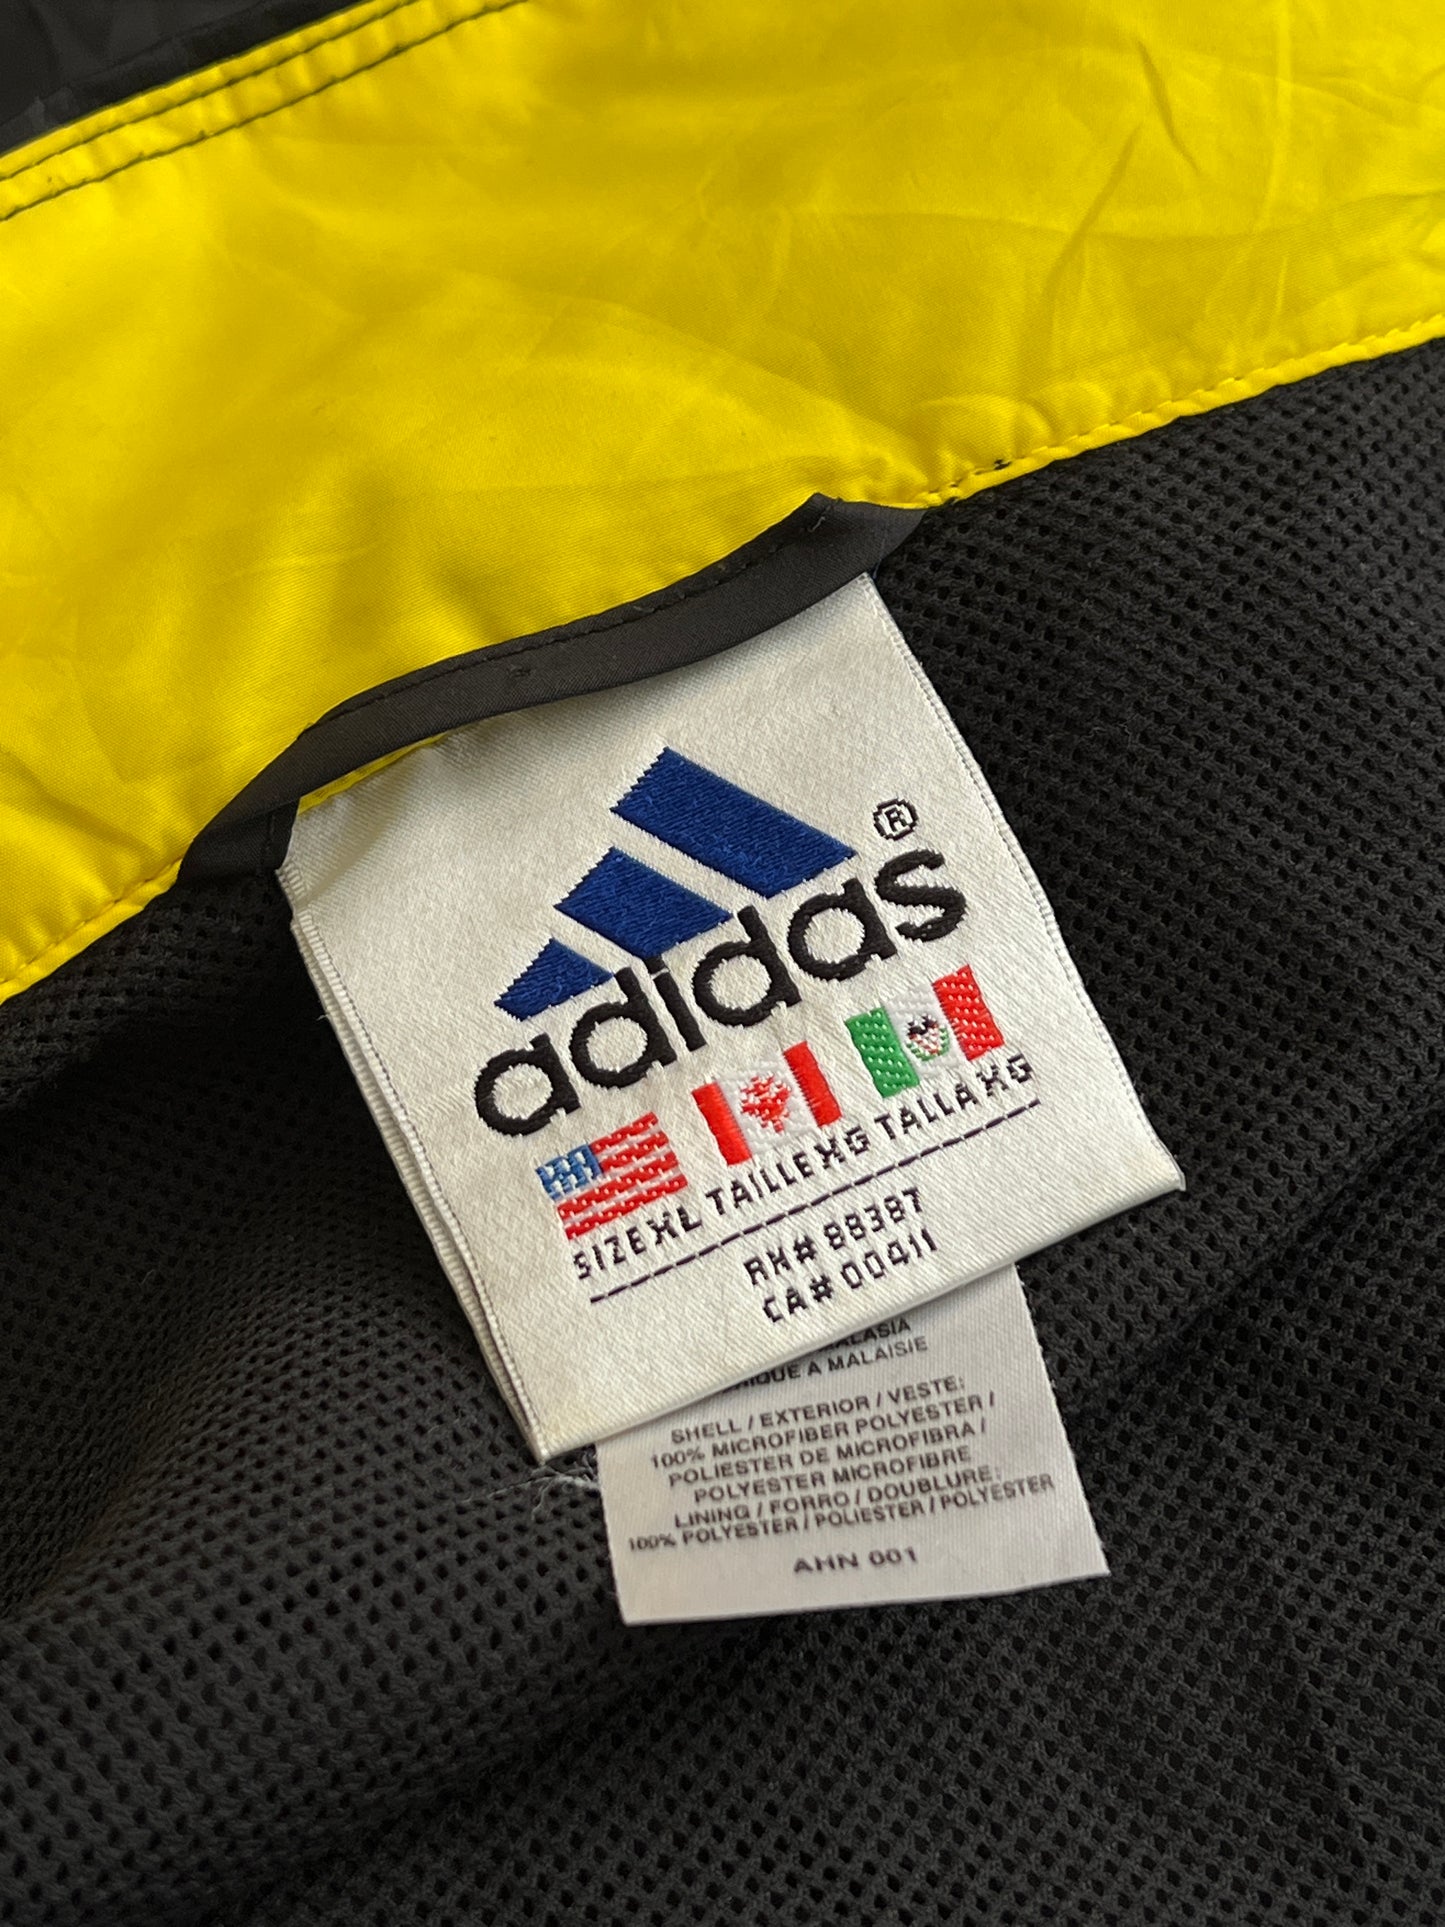 adidas®
SIZE XL TAILLE XG TALLA XG
RN# 88387
CA# 00411
A MALAISIE
SHELL / EXTERIOR / VESTE:
100% MICROFIBER POLYESTER /
POLIESTER DE MICROFIBRA /
POLYESTER MICROFIBRE
LINING / FORRO / DOUBLURE:
100% POLYESTER / POLIESTER / POLYESTER
AHN 001